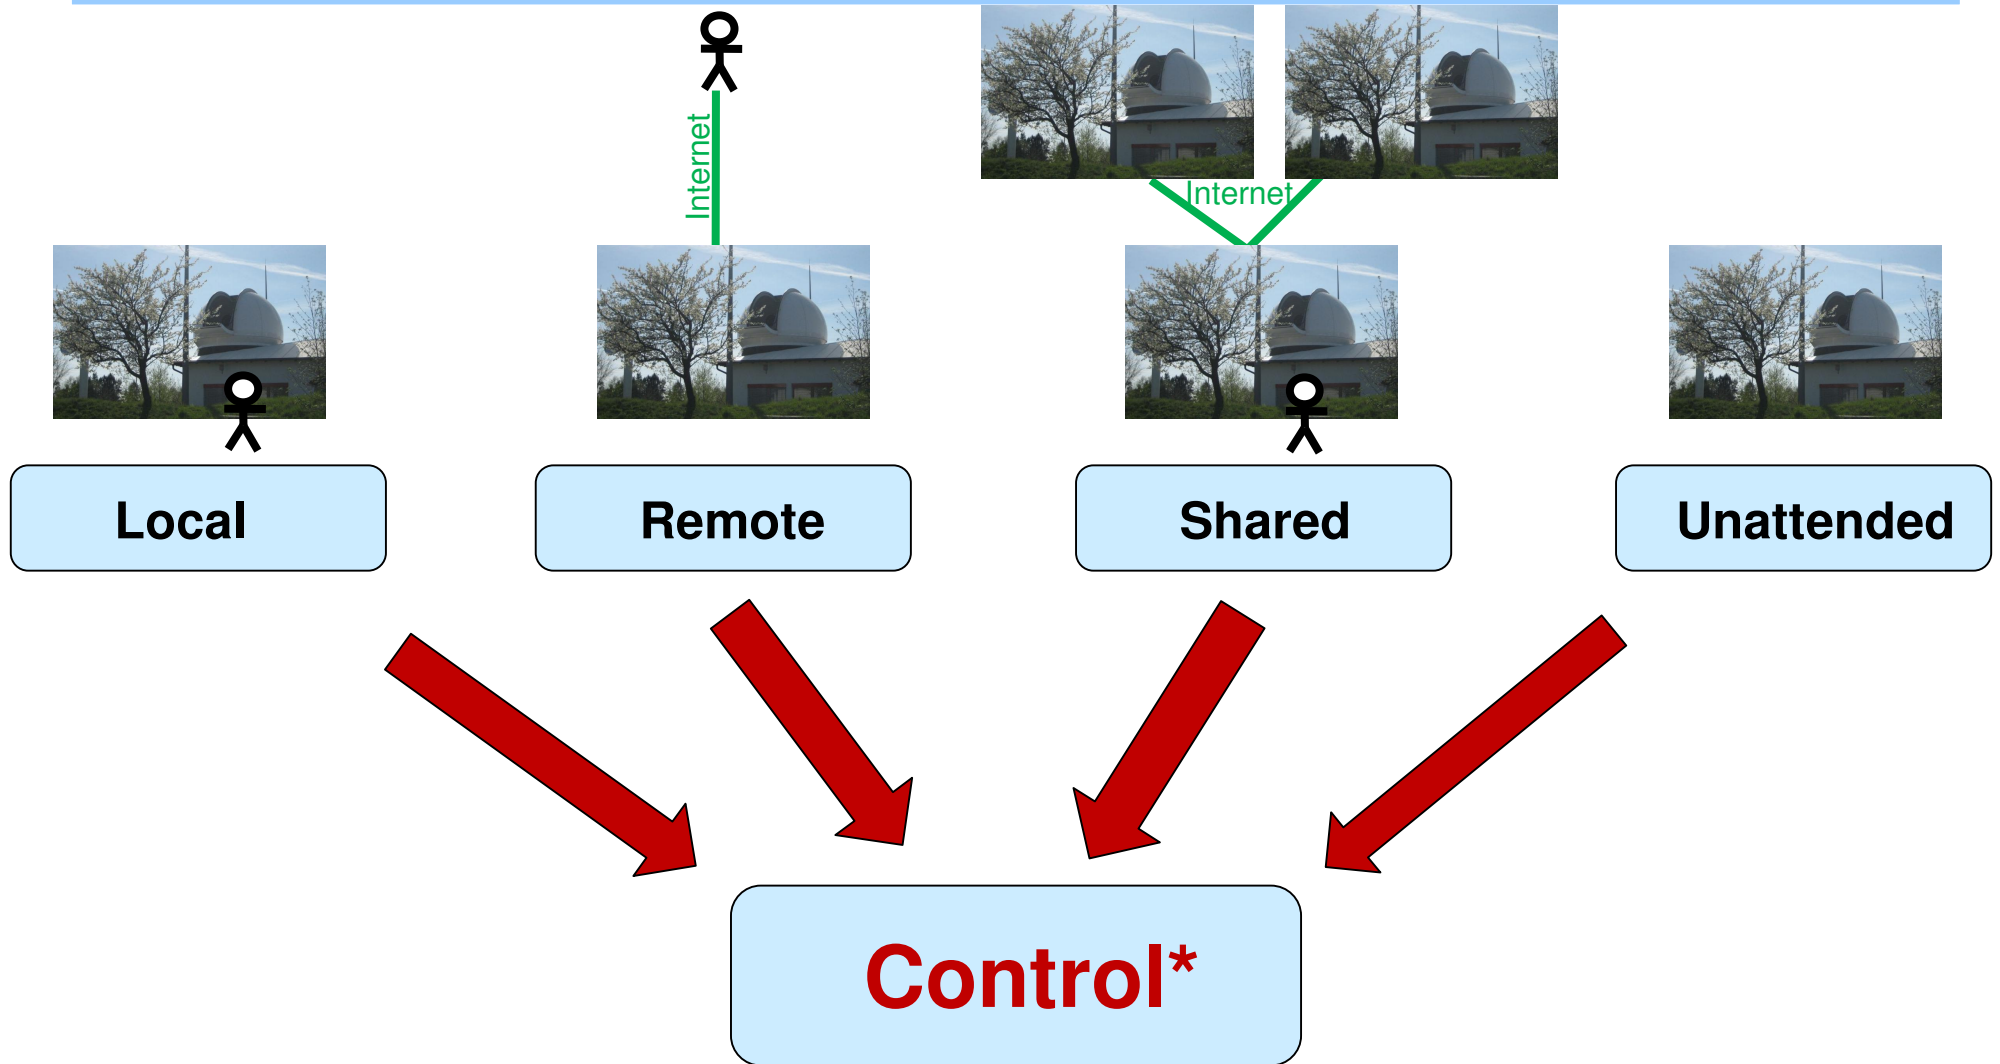 Internet
Internet
Local
Remote
Shared
Unattended
Control*